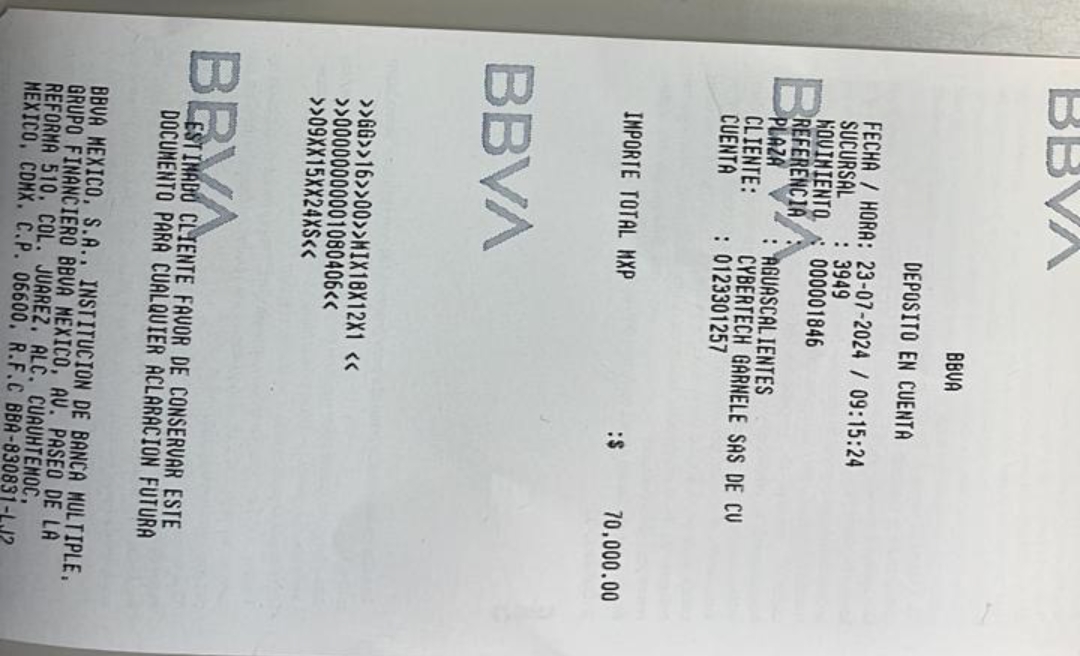 BBVA
BBVA
DEPOSITO EN CUENTA
FECHA / HORA: 23-07-2024 / 09:15:24
SUCURSAL : 3949
MOVIMIENTO : 000001846
REFERENCIA :
PLAZA : AGUASCALIENTES
CLIENTE: CYBERTECH GARNELE SAS DE CV
CUENTA : 0123301257
BBVA
IMPORTE TOTAL MXP :$ 70,000.00
BBVA
>>GG>>16>>00>>MIX18X12X1 <<
>>00000000001080406<<
>>09XX15XX24XS<<
BBVA
ESTIMADO CLIENTE FAVOR DE CONSERVAR ESTE
DOCUMENTO PARA CUALQUIER ACLARACION FUTURA
BBVA MEXICO, S.A., INSTITUCION DE BANCA MULTIPLE,
GRUPO FINANCIERO BBVA MEXICO, AV. PASEO DE LA
REFORMA 510, COL. JUAREZ, ALC. CUAUHTEMOC,
MEXICO, CDMX, C.P. 06600, R.F.C BBA-830831-LJ2